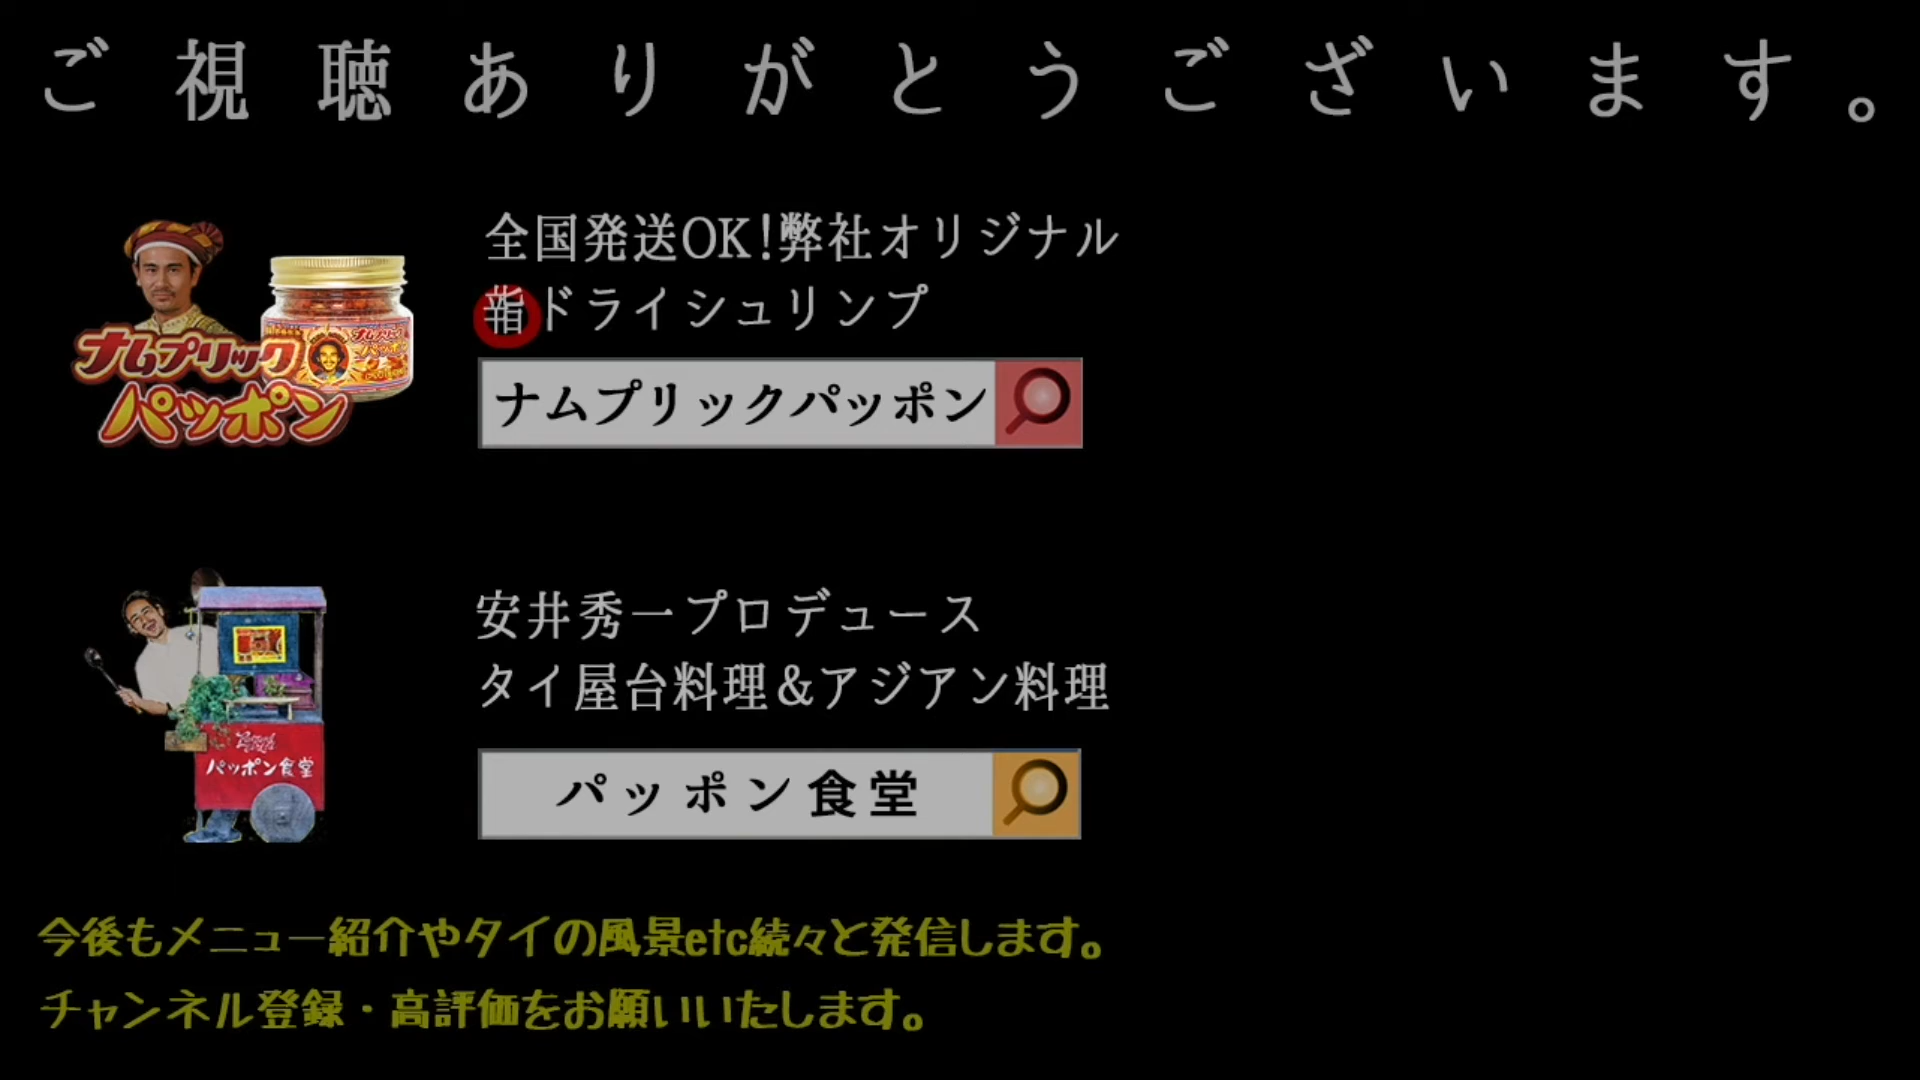 ご視聴ありがとうございます。
全国発送OK!弊社オリジナル
ドライシュリンプ
ナムプリック
パッポン
ナムプリックパッポン
安井秀一プロデュース
タイ屋台料理&アジアン料理
パッポン食堂
パッポン食堂
今後もメニュー紹介やタイの風景etc続々と発信します。
チャンネル登録・高評価をお願いいたします。